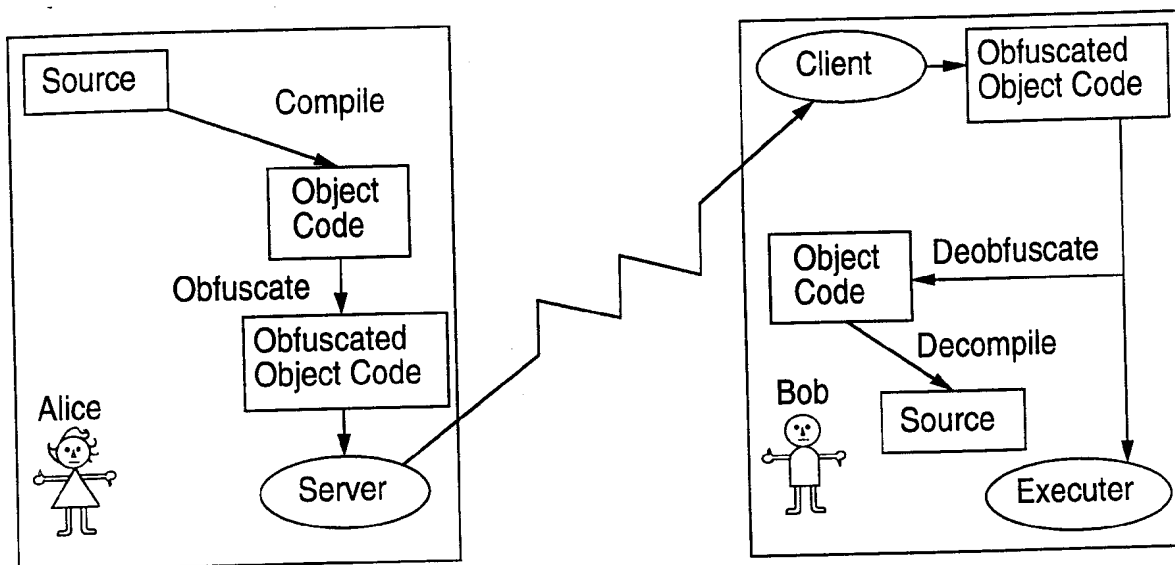 Source
Compile
Object
Code
Obfuscate
Obfuscated
Object Code
Alice
Server
Client
Obfuscated
Object Code
Object
Code
Deobfuscate
Decompile
Bob
Source
Executer